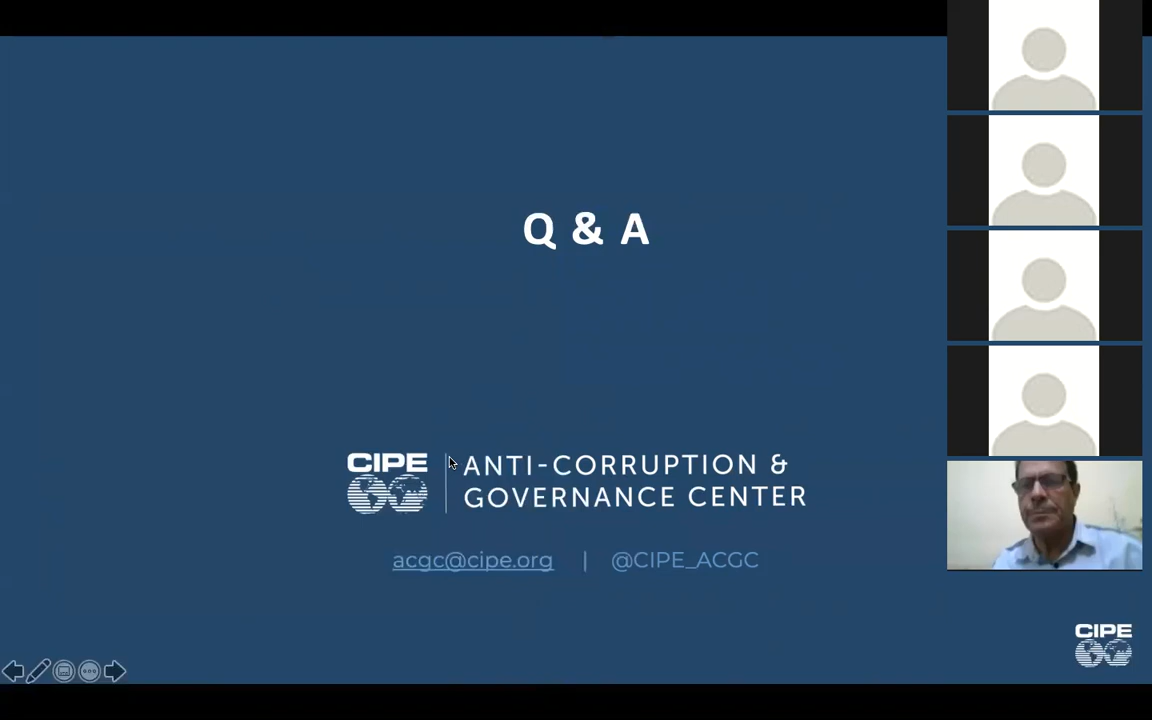 Q & A
CIPE
ANTI-CORRUPTION &
GOVERNANCE CENTER
acgc@cipe.org | @CIPE_ACGC
CIPE